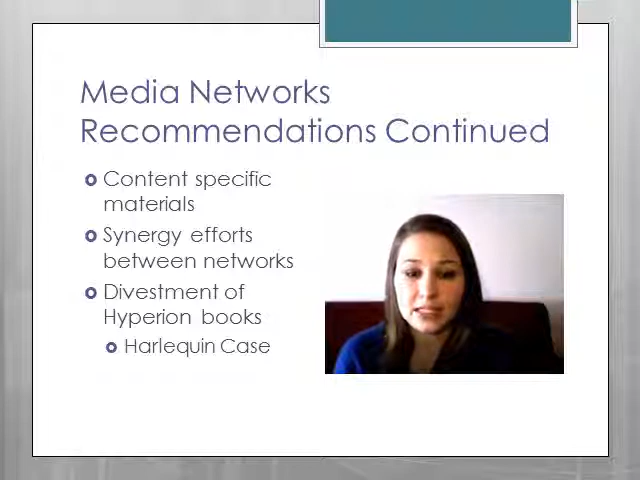 Media Networks
Recommendations Continued
Content specific
materials
Synergy efforts
between networks
Divestment of
Hyperion books
Harlequin Case